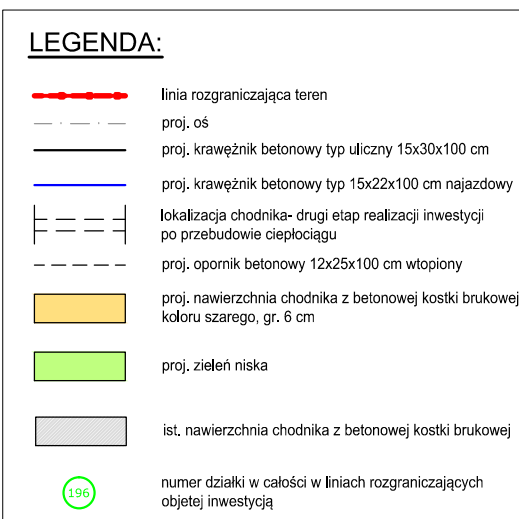 LEGENDA:
linia rozgraniczająca teren
proj. oś
proj. krawężnik betonowy typ uliczny 15x30x100 cm
proj. krawężnik betonowy typ 15x22x100 cm najazdowy
lokalizacja chodnika- drugi etap realizacji inwestycji
po przebudowie ciepłociągu
proj. opornik betonowy 12x25x100 cm wtopiony
proj. nawierzchnia chodnika z betonowej kostki brukowej
koloru szarego, gr. 6 cm
proj. zieleń niska
ist. nawierzchnia chodnika z betonowej kostki brukowej
196
numer działki w całości w liniach rozgraniczających
objetej inwestycją